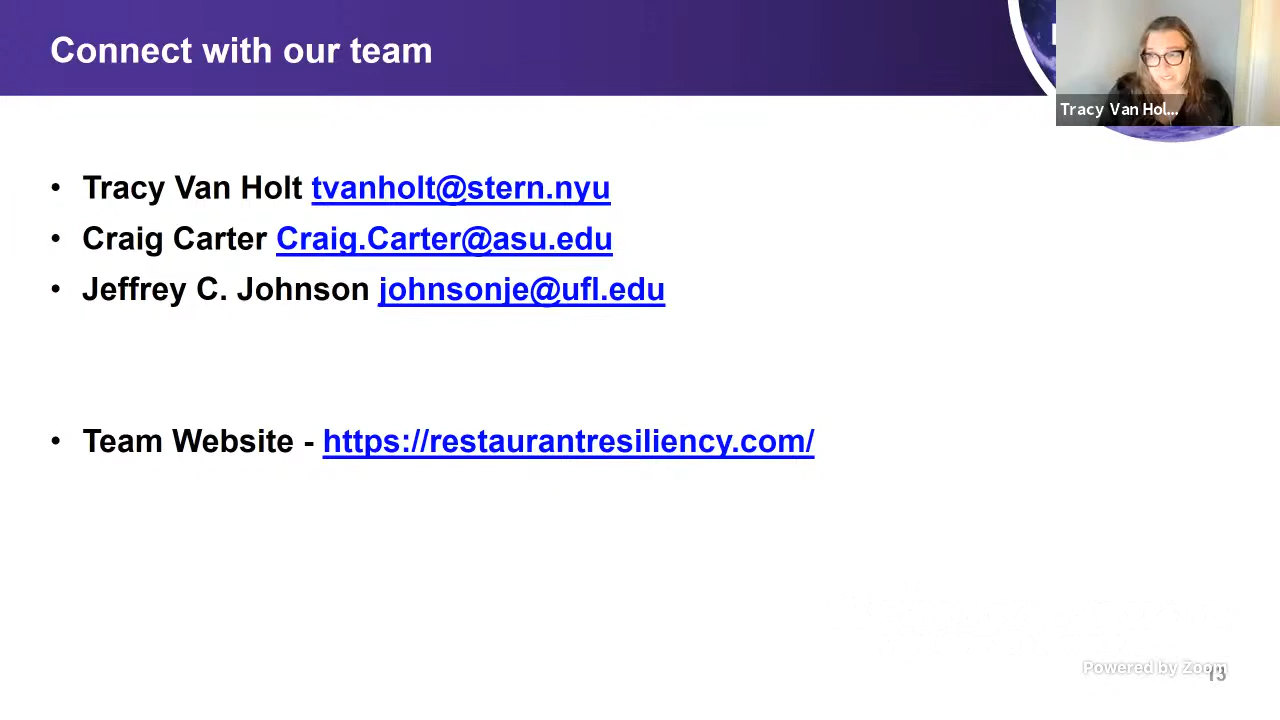 Connect with our team
Tracy Van Hol...
• Tracy Van Holt tvanholt@stern.nyu
• Craig Carter Craig.Carter@asu.edu
• Jeffrey C. Johnson johnsonje@ufl.edu
• Team Website - https://restaurantresiliency.com/
Powered by Zoom
13